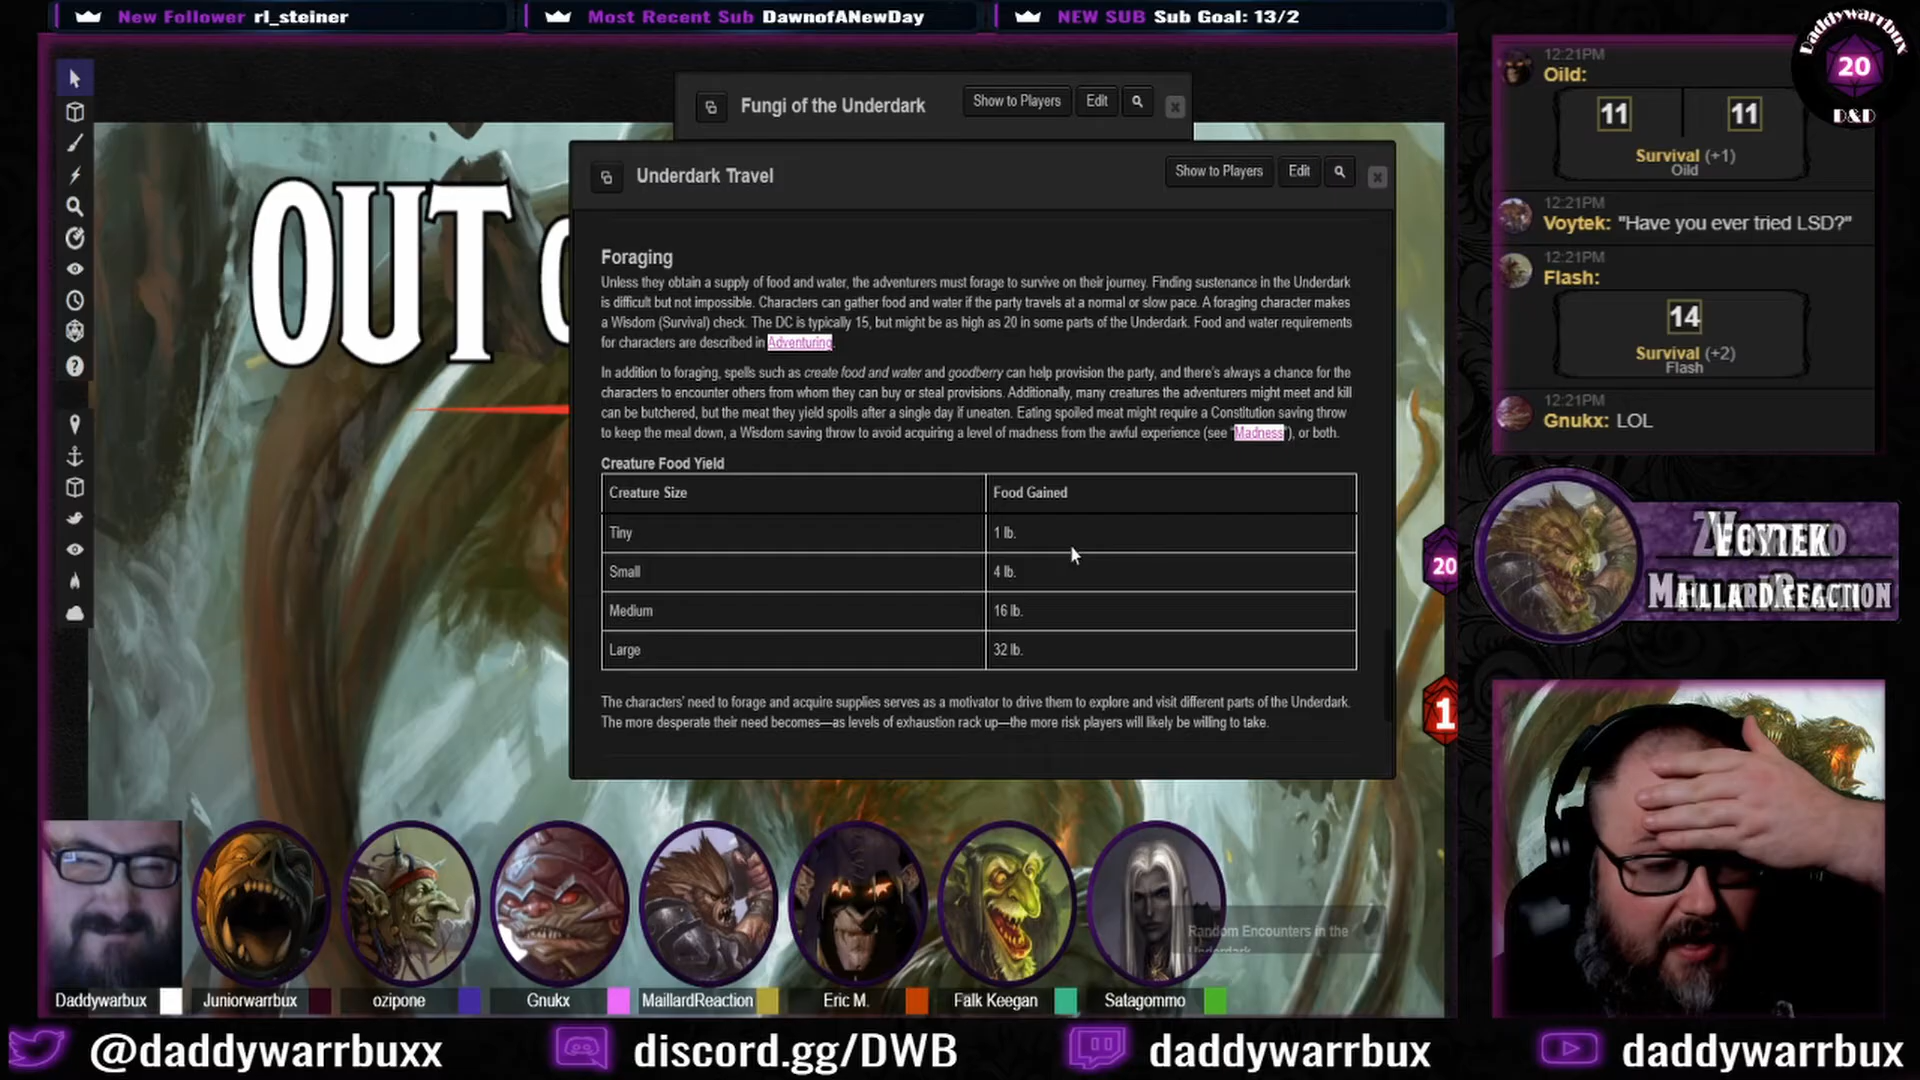 New Follower rl_steiner
Most Recent Sub DawnofANewDay
NEW SUB Sub Goal: 13/2
Daddywarrbux
20
D&D
Fungi of the Underdark
Show to Players
Edit
Underdark Travel
Show to Players
Edit
OUT
Foraging
Unless they obtain a supply of food and water, the adventurers must forage to survive on their journey. Finding sustenance in the Underdark
is difficult but not impossible. Characters can gather food and water if the party travels at a normal or slow pace. A foraging character makes
a Wisdom (Survival) check. The DC is typically 15, but might be as high as 20 in some parts of the Underdark. Food and water requirements
for characters are described in Adventuring.
In addition to foraging, spells such as create food and water and goodberry can help provision the party, and there's always a chance for the
characters to encounter others from whom they can buy or steal provisions. Additionally, many creatures the adventurers might meet and kill
can be butchered, but the meat they yield spoils after a single day if uneaten. Eating spoiled meat might require a Constitution saving throw
to keep the meal down, a Wisdom saving throw to avoid acquiring a level of madness from the awful experience (see "Madness"), or both.
Creature Food Yield
Creature Size Food Gained
Tiny 1 lb.
Small 4 lb.
Medium 16 lb.
Large 32 lb.
The characters' need to forage and acquire supplies serves as a motivator to drive them to explore and visit different parts of the Underdark.
The more desperate their need becomes—as levels of exhaustion rack up—the more risk players will likely be willing to take.
12:21PM
Oild:
11 11
Survival (+1)
Oild
12:21PM
Voytek: "Have you ever tried LSD?"
12:21PM
Flash:
14
Survival (+2)
Flash
12:21PM
Gnukx: LOL
20
1
VOYTEK
MAILLARDREACTION
Random Encounters in the
Underdark
Daddywarbux
Juniorwarrbux
ozipone
Gnukx
MaillardReaction
Eric M.
Falk Keegan
Satagommo
@daddywarrbuxx
discord.gg/DWB
daddywarrbux
daddywarrbux